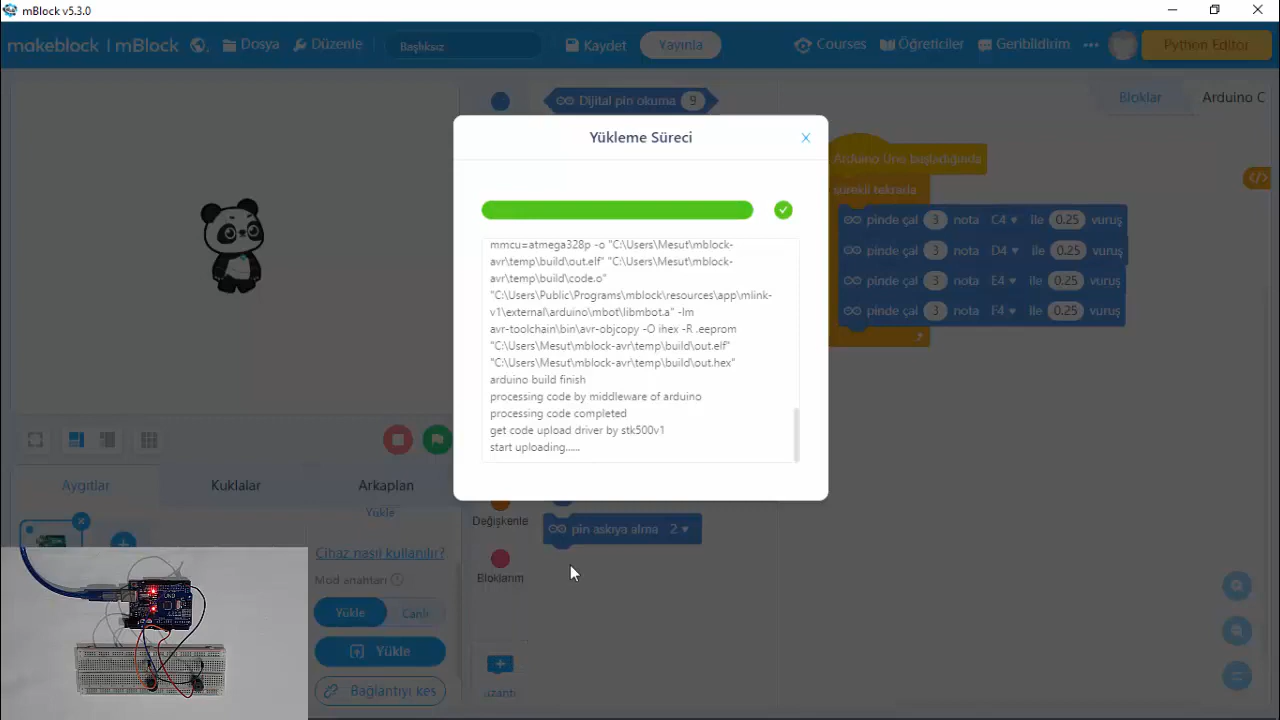 mBlock v5.3.0
makeblock | mBlock
Dosya
Düzenle
Başlıksız
Kaydet
Yayınla
Courses
Öğreticiler
Geribildirim
Python Editor
Dijital pin okuma 9
Bloklar
Arduino C
Yükleme Süreci
mmcu=atmega328p -o "C:\Users\Mesut\mblock-
avr\temp\build\out.elf" "C:\Users\Mesut\mblock-
avr\temp\build\code.o"
"C:\Users\Public\Programs\mblock\resources\app\mlink-
v1\external\arduino\mbot\libmbot.a" -lm
avr-toolchain\bin\avr-objcopy -O ihex -R .eeprom
"C:\Users\Mesut\mblock-avr\temp\build\out.elf"
"C:\Users\Mesut\mblock-avr\temp\build\out.hex"
arduino build finish
processing code by middleware of arduino
processing code completed
get code upload driver by stk500v1
start uploading......
Arduino Uno başladığında
sürekli tekrarla
pinde çal 3 nota C4 ile 0.25 vuruş
pinde çal 3 nota D4 ile 0.25 vuruş
pinde çal 3 nota E4 ile 0.25 vuruş
pinde çal 3 nota F4 ile 0.25 vuruş
Aygıtlar
Kuklalar
Arkaplan
Yükle
Cihaz nasıl kullanılır?
Mod anahtarı
Yükle
Canlı
Yükle
Bağlantıyı kes
Değişkenle
pin askıya alma 2
Bloklarım
uzantı
UNO